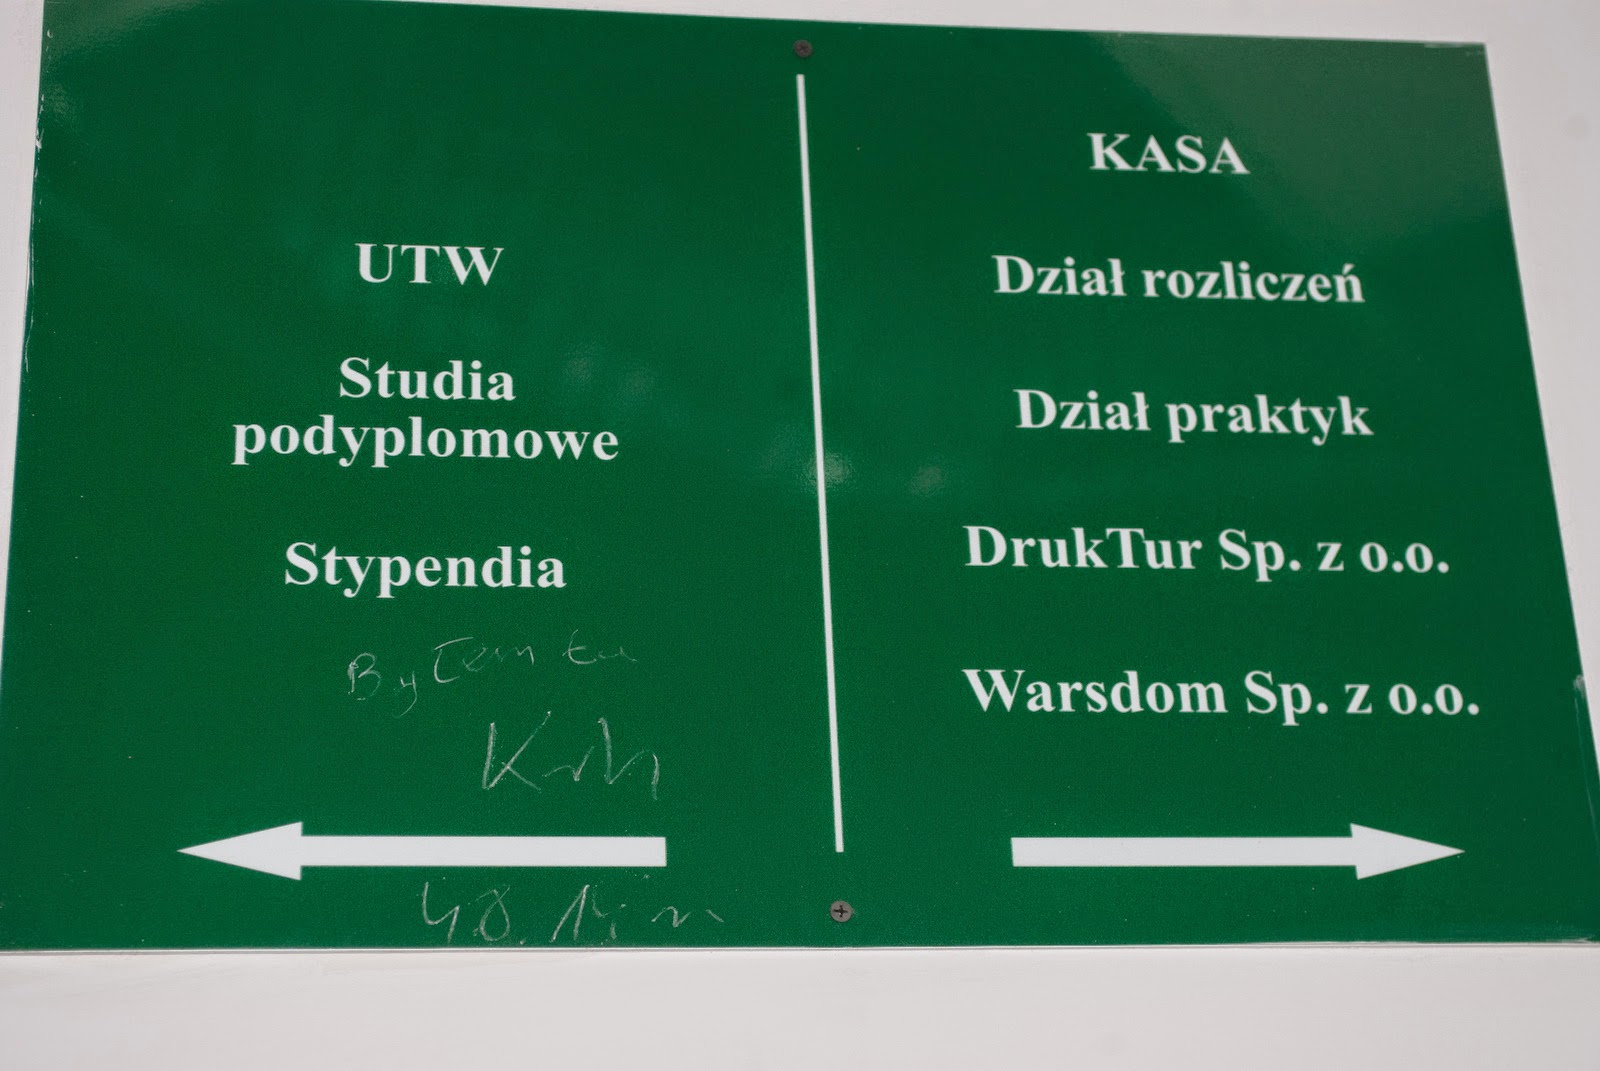 UTW
Studia
podyplomowe
Stypendia
KASA
Dział rozliczeń
Dział praktyk
DrukTur Sp. z o.o.
Warsdom Sp. z o.o.